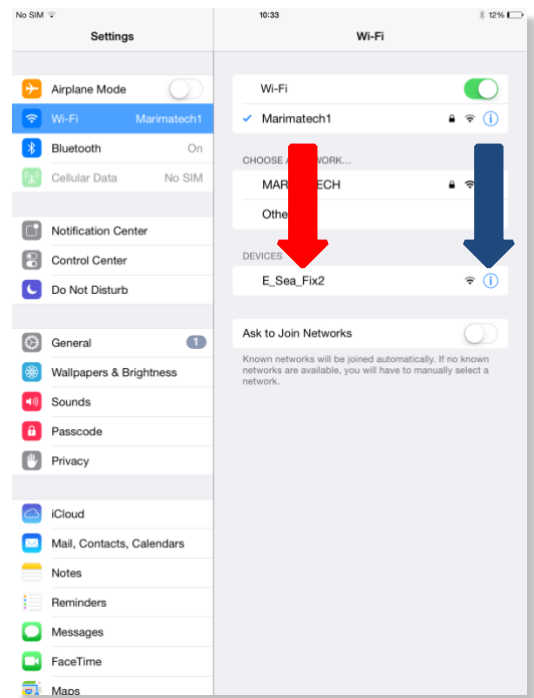 No SIM
10:33
12%
Settings
Wi-Fi
Airplane Mode
Wi-Fi Marimatech1
Bluetooth On
Cellular Data No SIM
Notification Center
Control Center
Do Not Disturb
General 1
Wallpapers & Brightness
Sounds
Passcode
Privacy
iCloud
Mail, Contacts, Calendars
Notes
Reminders
Messages
FaceTime
Maps
Wi-Fi
Marimatech1
CHOOSE
DEVICES
E_Sea_Fix2
Ask to Join Networks
Known networks will be joined automatically. If no known
networks are available, you will have to manually select a
network.